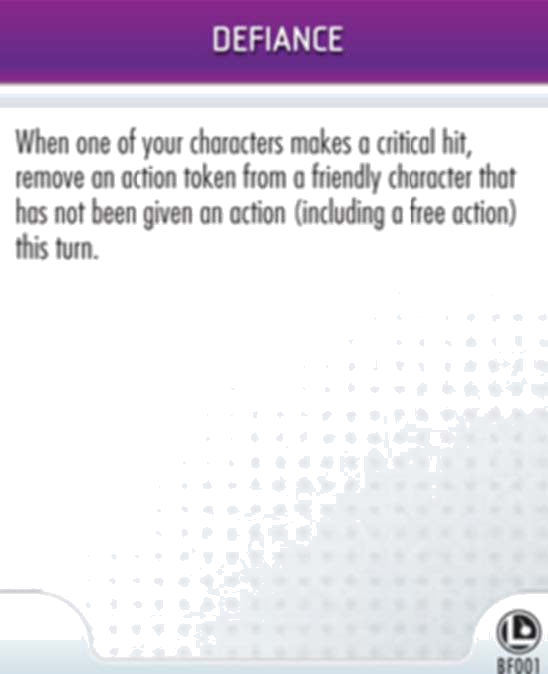 DEFIANCE
When one of your characters makes a critical hit,
remove an action token from a friendly character that
has not been given an action (including a free action)
this turn.
BF001